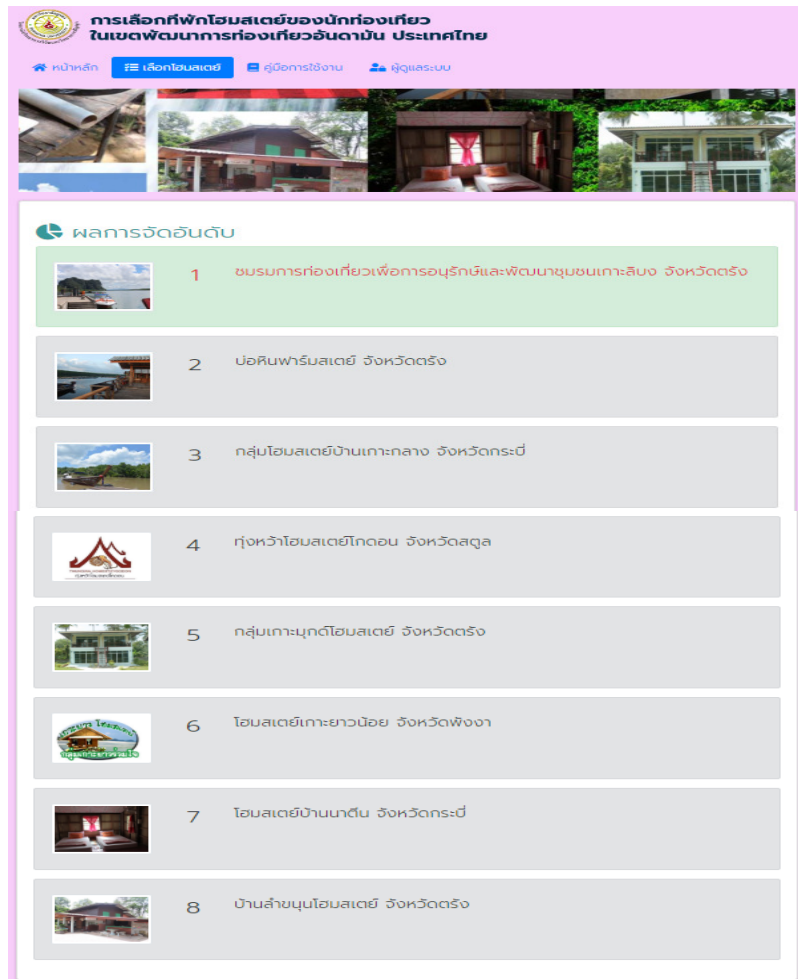 การเลือกที่พักโฮมสเตย์ของนักท่องเที่ยว
ในเขตพัฒนาการท่องเที่ยวอันดามัน ประเทศไทย
หน้าหลัก เลือกโฮมสเตย์ คู่มือการใช้งาน ผู้ดูแลระบบ
ผลการจัดอันดับ
1 ชมรมการท่องเที่ยวเพื่อการอนุรักษ์และพัฒนาชุมชนเกาะลิบง จังหวัดตรัง
2 บ่อหินฟาร์มสเตย์ จังหวัดตรัง
3 กลุ่มโฮมสเตย์บ้านเกาะกลาง จังหวัดกระบี่
4 ทุ่งหว้าโฮมสเตย์โกดอน จังหวัดสตูล
5 กลุ่มเกาะมุกด์โฮมสเตย์ จังหวัดตรัง
6 โฮมสเตย์เกาะยาวน้อย จังหวัดพังงา
7 โฮมสเตย์บ้านนาตีน จังหวัดกระบี่
8 บ้านลำขนุนโฮมสเตย์ จังหวัดตรัง